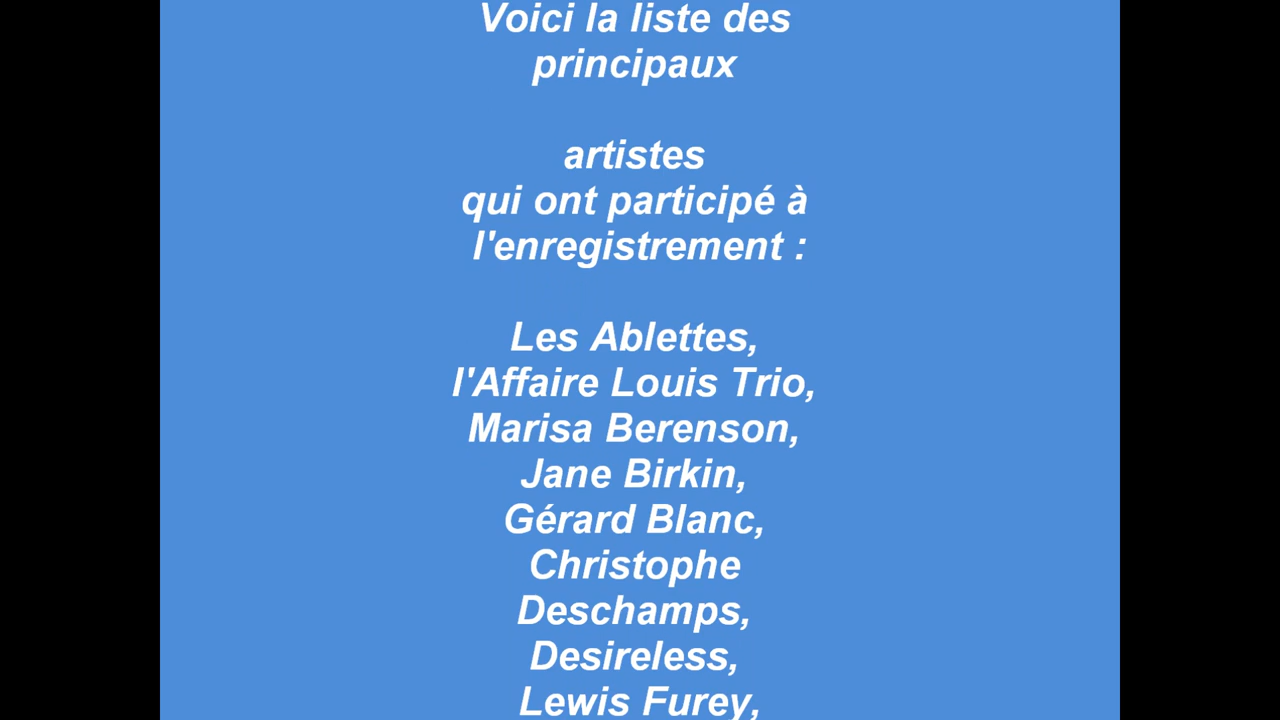 Voici la liste des
principaux
artistes
qui ont participé à
l'enregistrement :
Les Ablettes,
l'Affaire Louis Trio,
Marisa Berenson,
Jane Birkin,
Gérard Blanc,
Christophe
Deschamps,
Desireless,
Lewis Furey,